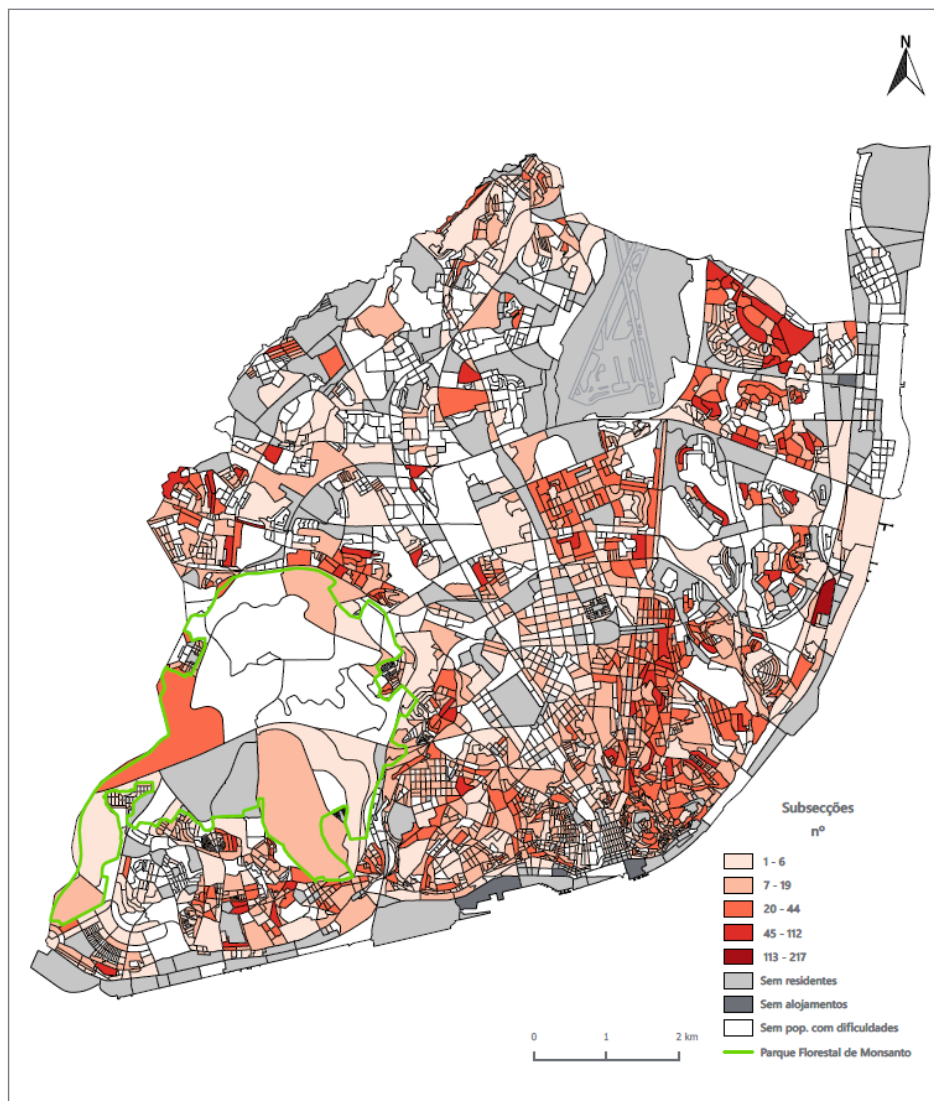 N
Subsecções
nº
1 - 6
7 - 19
20 - 44
45 - 112
113 - 217
Sem residentes
Sem alojamentos
Sem pop. com dificuldades
Parque Florestal de Monsanto
0 1 2 km